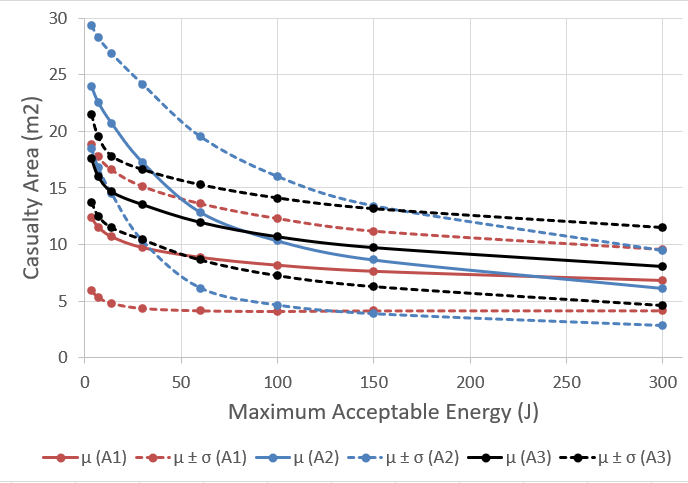 30
25
20
15
10
5
0
Casualty Area (m2)
0 50 100 150 200 250 300
Maximum Acceptable Energy (J)
μ (A1) μ ± σ (A1) μ (A2) μ ± σ (A2) μ (A3) μ ± σ (A3)